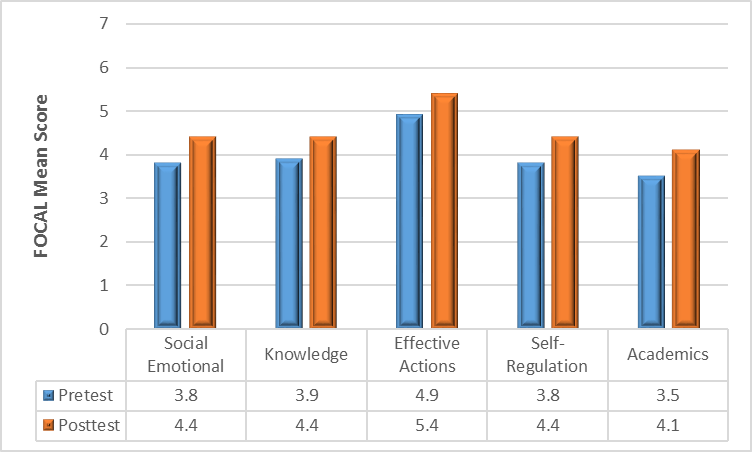 7
6
5
4
3
2
1
0
FOCAL Mean Score
Social
Emotional
Knowledge
Effective
Actions
Self-
Regulation
Academics
Pretest 3.8 3.9 4.9 3.8 3.5
Posttest 4.4 4.4 5.4 4.4 4.1